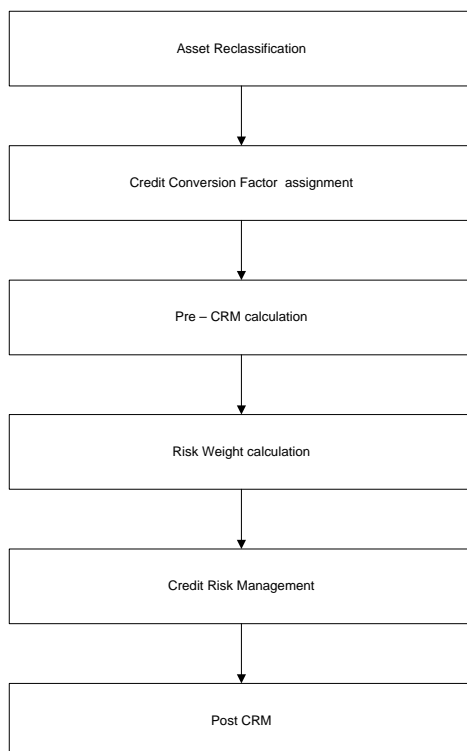 Asset Reclassification
Credit Conversion Factor assignment
Pre – CRM calculation
Risk Weight calculation
Credit Risk Management
Post CRM